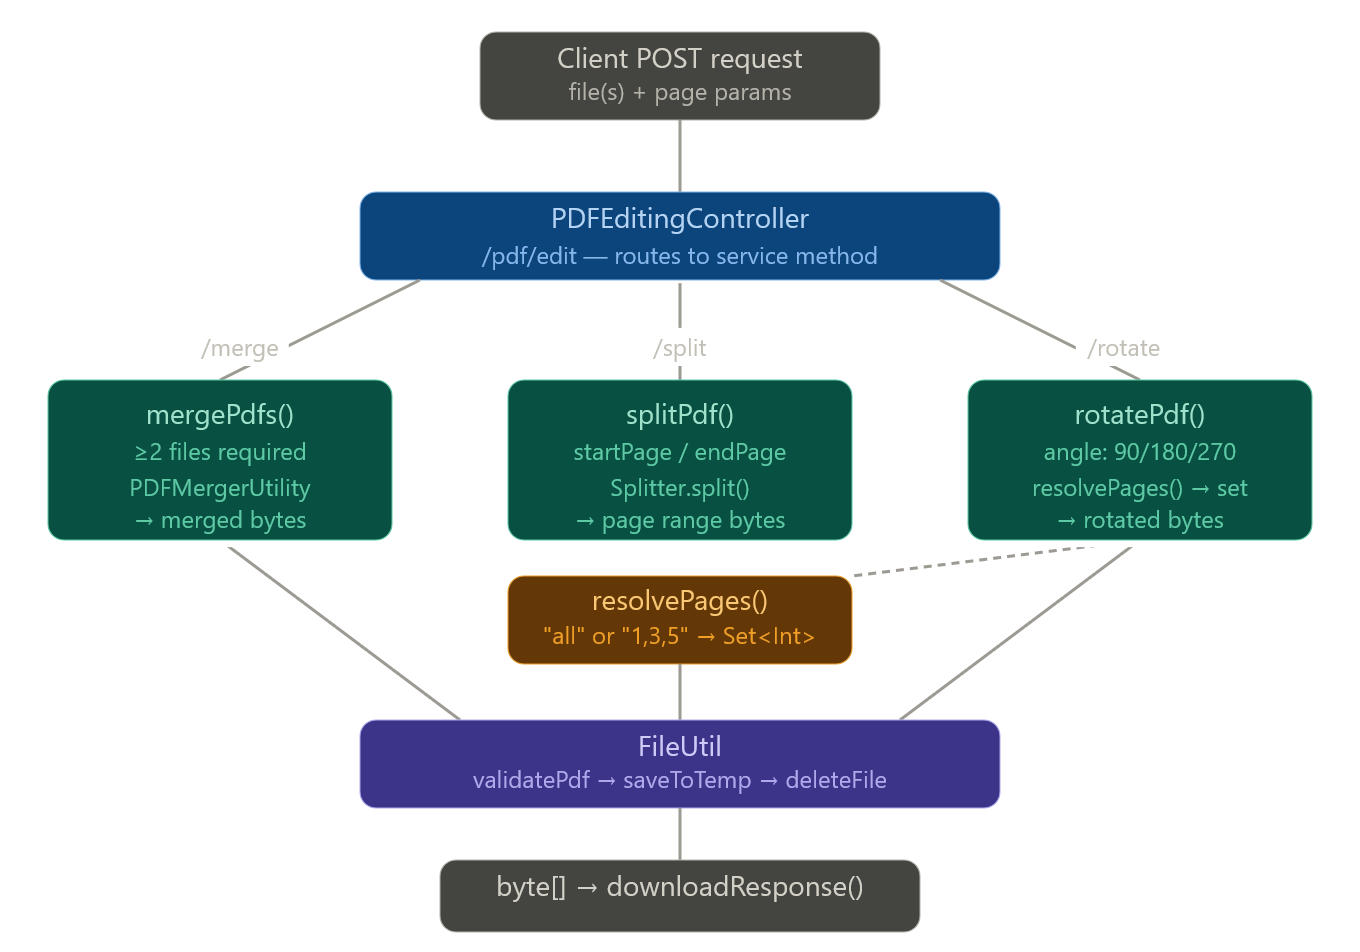 Client POST request
file(s) + page params
PDFEditingController
/pdf/edit — routes to service method
/merge
/split
/rotate
mergePdfs()
≥2 files required
PDFMergerUtility
→ merged bytes
splitPdf()
startPage / endPage
Splitter.split()
→ page range bytes
rotatePdf()
angle: 90/180/270
resolvePages() → set
→ rotated bytes
resolvePages()
"all" or "1,3,5" → Set<Int>
FileUtil
validatePdf → saveToTemp → deleteFile
byte[] → downloadResponse()